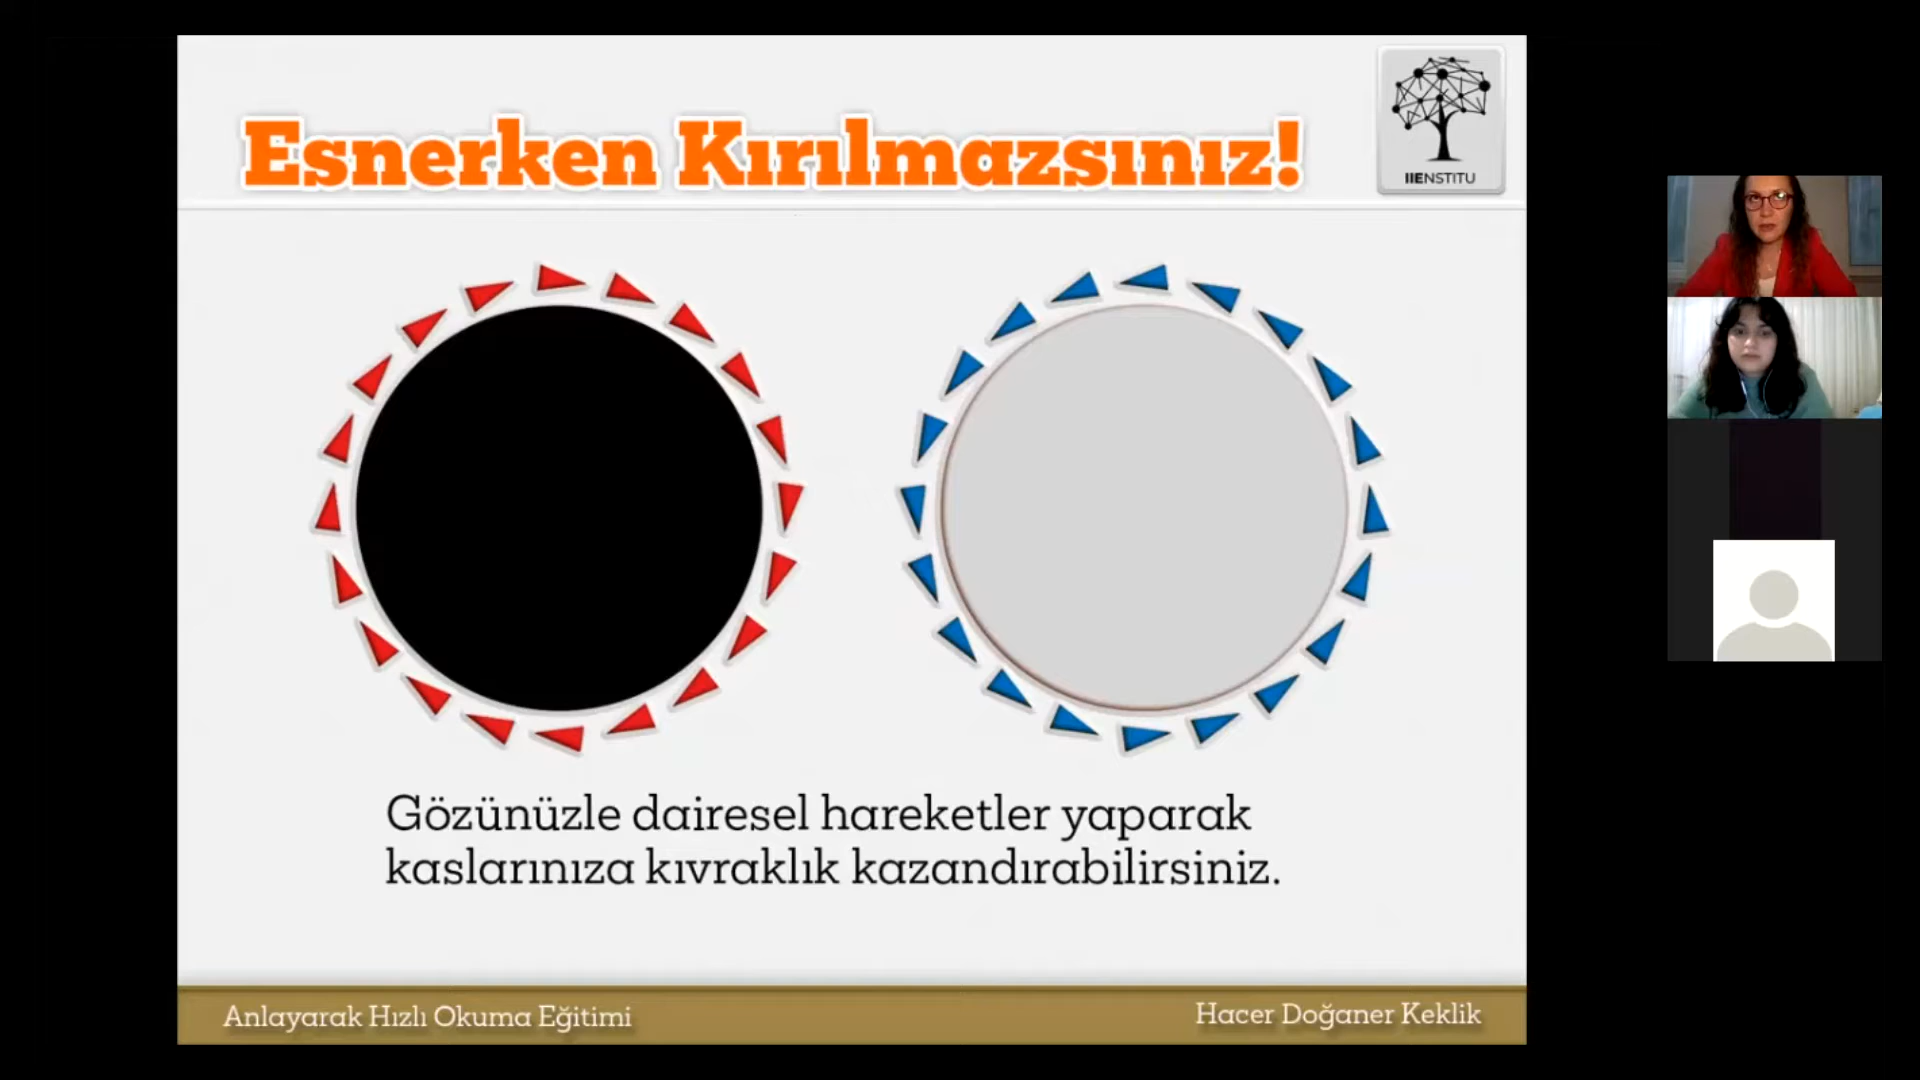 Esnerken Kırılmazsınız!
IIENSTITU
Gözünüzle dairesel hareketler yaparak
kaslarınıza kıvraklık kazandırabilirsiniz.
Anlayarak Hızlı Okuma Eğitimi
Hacer Doğaner Keklik